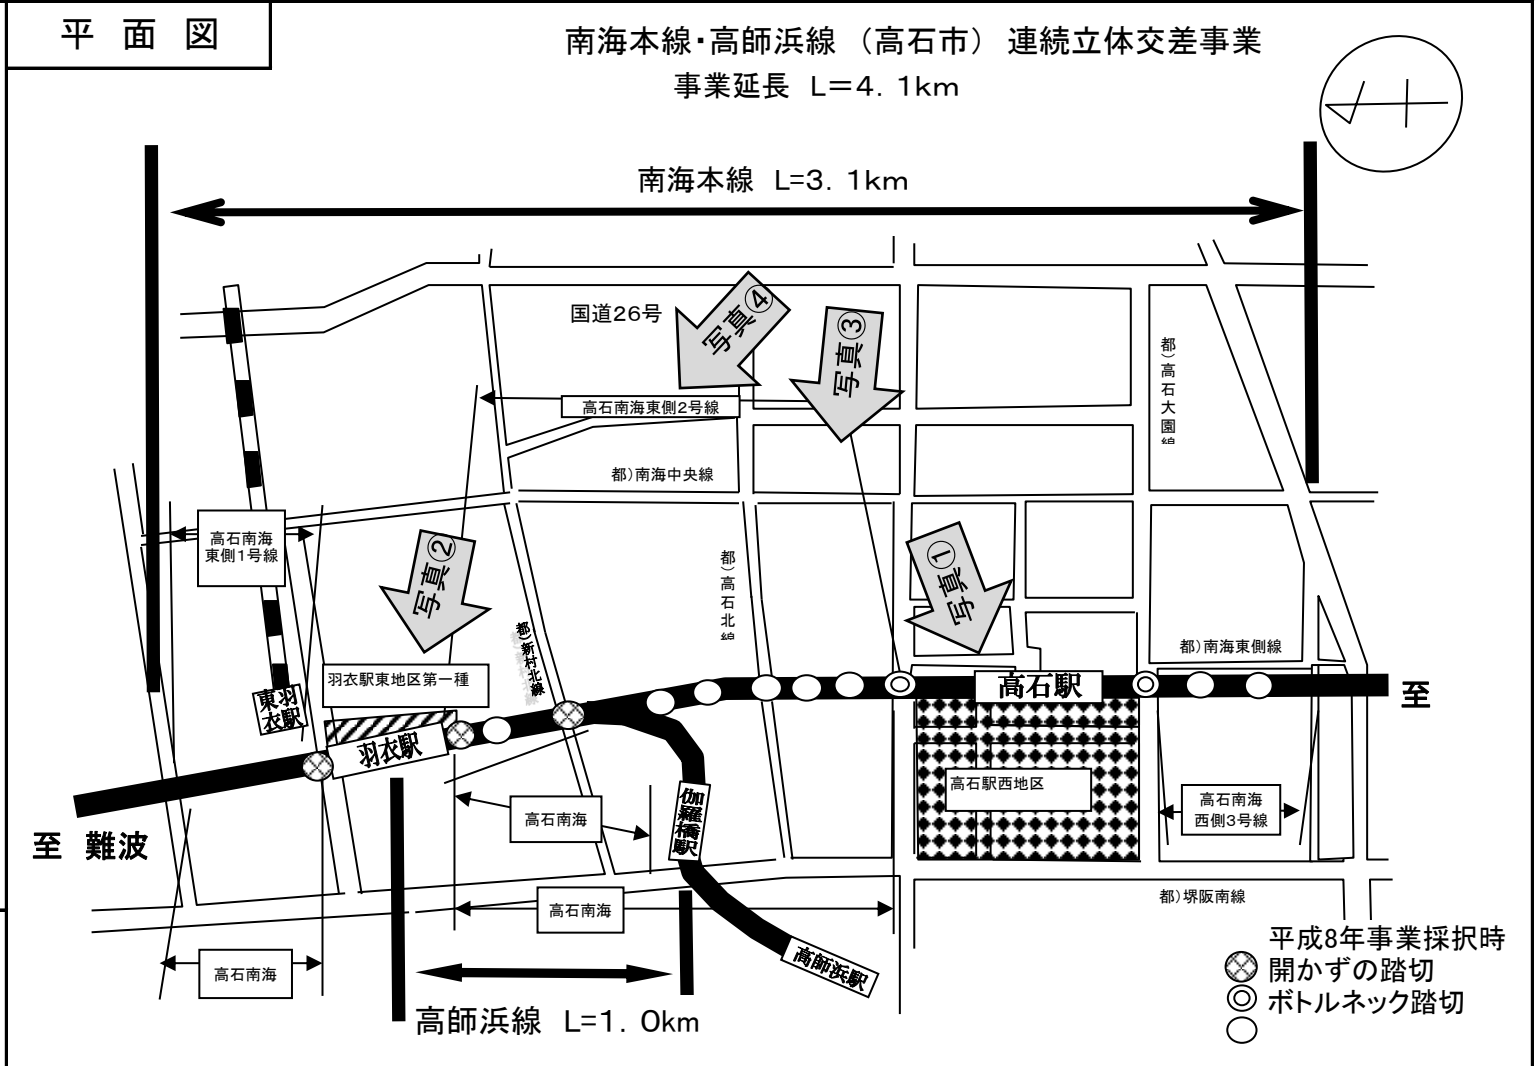 平 面 図
南海本線・高師浜線 (高石市) 連続立体交差事業
事業延長 L=4.1km
南海本線 L=3.1km
国道26号
写真④
写真③
都)高石大園線
高石南海東側2号線
都)南海中央線
高石南海
東側1号線
写真②
都)高石北線
写真①
都)新村北線
都)南海東側線
羽衣駅東地区第一種
東羽衣駅
羽衣駅
高石駅
至
高石駅西地区
高石南海
西側3号線
高石南海
伽羅橋駅
至 難波
都)堺阪南線
高石南海
高石南海
高師浜駅
高師浜線 L=1.0km
平成8年事業採択時
開かずの踏切
ボトルネック踏切